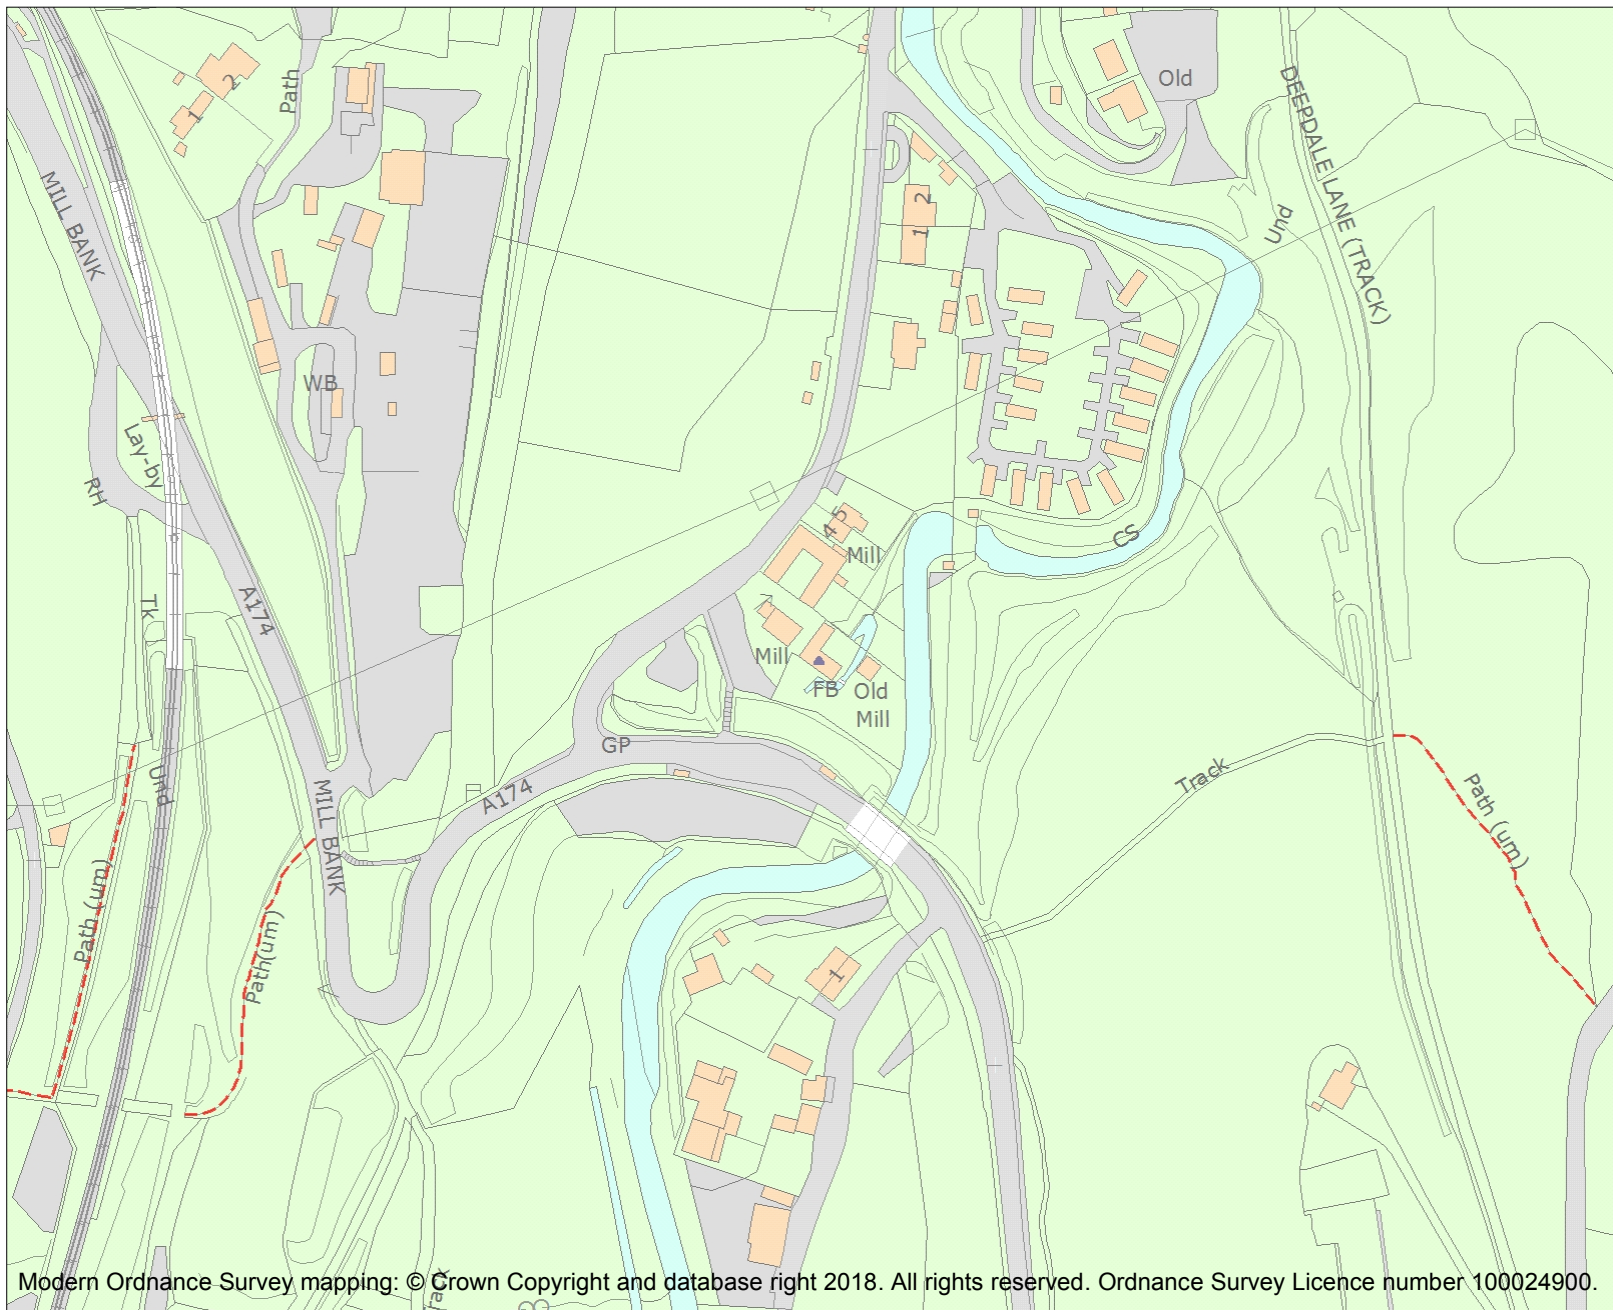 2
1
Path
Old
DEEPDALE LANE (TRACK)
MILL BANK
2
1
Und
WB
Lay-by
RH
4 5
Mill
CS
Tk
A174
7
Mill
FB
Old
Mill
GP
Und
MILL BANK
A174
Track
Path (um)
Path (um)
Path(um)
1
Track
Modern Ordnance Survey mapping: © Crown Copyright and database right 2018. All rights reserved. Ordnance Survey Licence number 100024900.